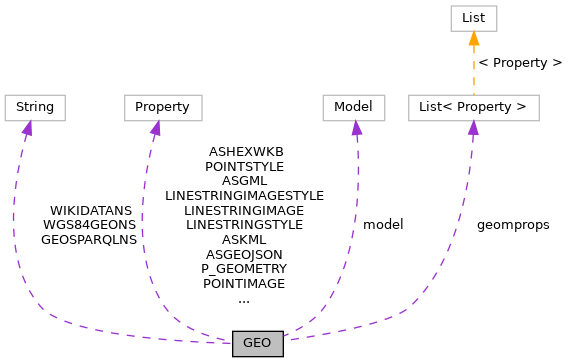 List
< Property >
String
Property
Model
List< Property >
WIKIDATANS
WGS84GEONS
GEOSPARQLNS
ASHEXWKB
POINTSTYLE
ASGML
LINESTRINGIMAGESTYLE
LINESTRINGIMAGE
LINESTRINGSTYLE
ASKML
ASGEOJSON
P_GEOMETRY
POINTIMAGE
...
model
geomprops
GEO